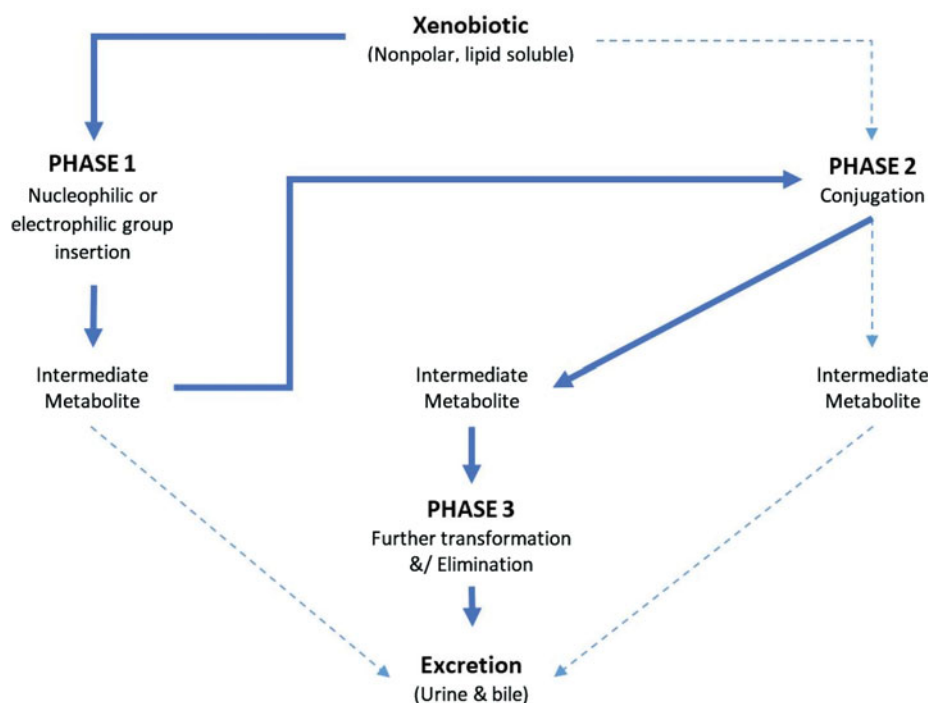 Xenobiotic
(Nonpolar, lipid soluble)
PHASE 1
Nucleophilic or
electrophilic group
insertion
PHASE 2
Conjugation
Intermediate
Metabolite
Intermediate
Metabolite
Intermediate
Metabolite
PHASE 3
Further transformation
&/ Elimination
Excretion
(Urine & bile)